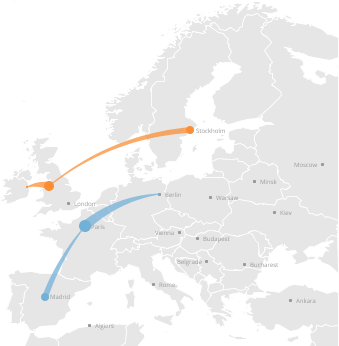 Stockholm
Moscow
Minsk
Berlin
Warsaw
London
Kiev
Paris
Vienna
Budapest
Belgrade
Bucharest
Rome
Madrid
Ankara
Algiers